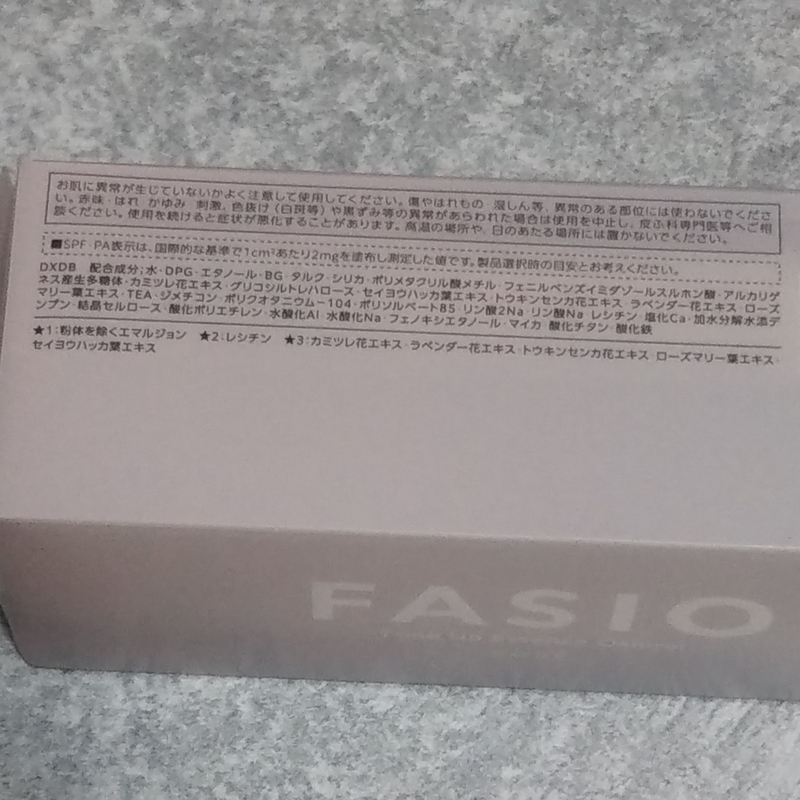 お肌に異常が生じていないかよく注意して使用してください。傷やはれもの・湿しん等、異常のある部位には使わないでくださ
い。赤味・はれ・かゆみ・刺激、色抜け（白斑等）や黒ずみ等の異常があらわれた場合は使用を中止し、皮ふ科専門医等へご相
談ください。使用を続けると症状が悪化することがあります。高温の場所や、日のあたる場所には置かないでください。
■SPF・PA表示は、国際的な基準で1cm²あたり2mgを塗布し測定した値です。製品選択時の目安とお考えください。
DXDB 配合成分;水・DPG・エタノール・BG・タルク・シリカ・ポリメタクリル酸メチル・フェニルベンズイミダゾールスルホン酸・アルカリゲ
ネス産生多糖体・カミツレ花エキス・グリコシルトレハロース・セイヨウハッカ葉エキス・トウキンセンカ花エキス・ラベンダー花エキス・ローズ
マリー葉エキス・TEA・ジメチコン・ポリクオタニウム－104・ポリソルベート85・リン酸2Na・リン酸Na・レシチン・塩化Ca・加水分解水添デ
ンプン・結晶セルロース・酸化ポリエチレン・水酸化Al・水酸化Na・フェノキシエタノール・マイカ・酸化チタン・酸化鉄
★1:粉体を除くエマルジョン ★2:レシチン ★3:カミツレ花エキス・ラベンダー花エキス・トウキンセンカ花エキス・ローズマリー葉エキス・
セイヨウハッカ葉エキス
FASIO